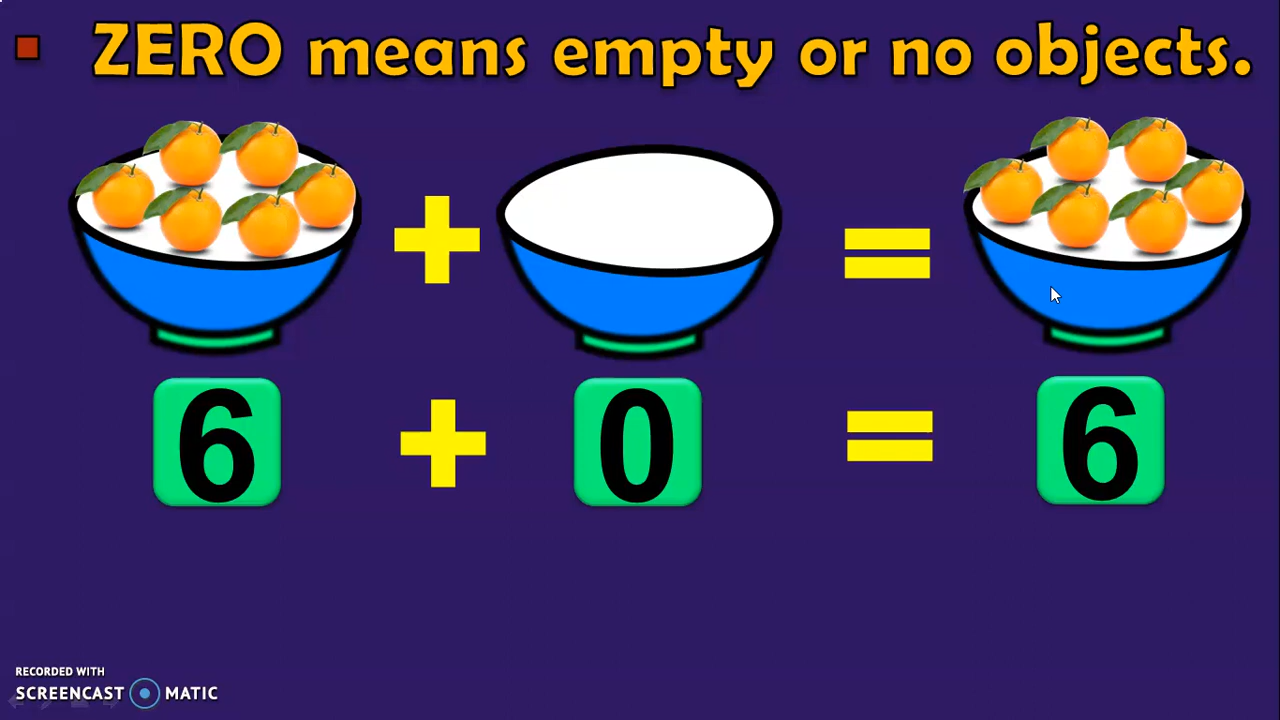 ZERO means empty or no objects.
+ =
6 + 0 = 6
RECORDED WITH
SCREENCAST MATIC